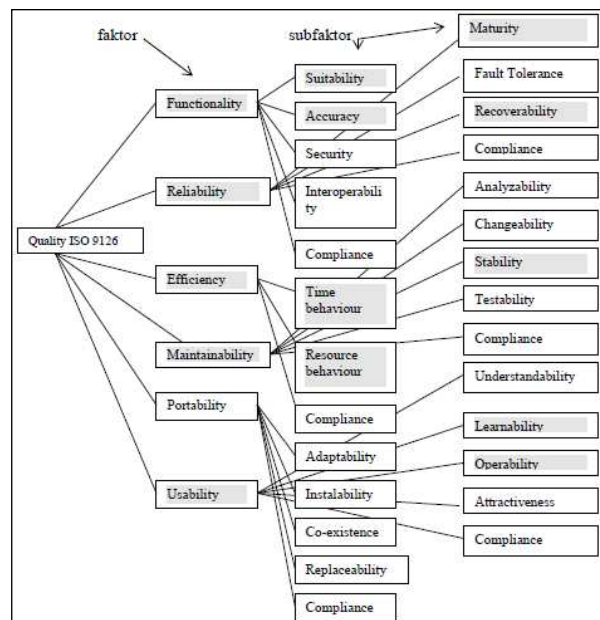 faktor
subfaktor
Quality ISO 9126
Functionality
Reliability
Efficiency
Maintainability
Portability
Usability
Suitability
Accuracy
Security
Interoperabili
ty
Compliance
Time
behaviour
Resource
behaviour
Compliance
Adaptability
Instalability
Co-existence
Replaceability
Compliance
Maturity
Fault Tolerance
Recoverability
Compliance
Analyzability
Changeability
Stability
Testability
Compliance
Understandability
Learnability
Operability
Attractiveness
Compliance